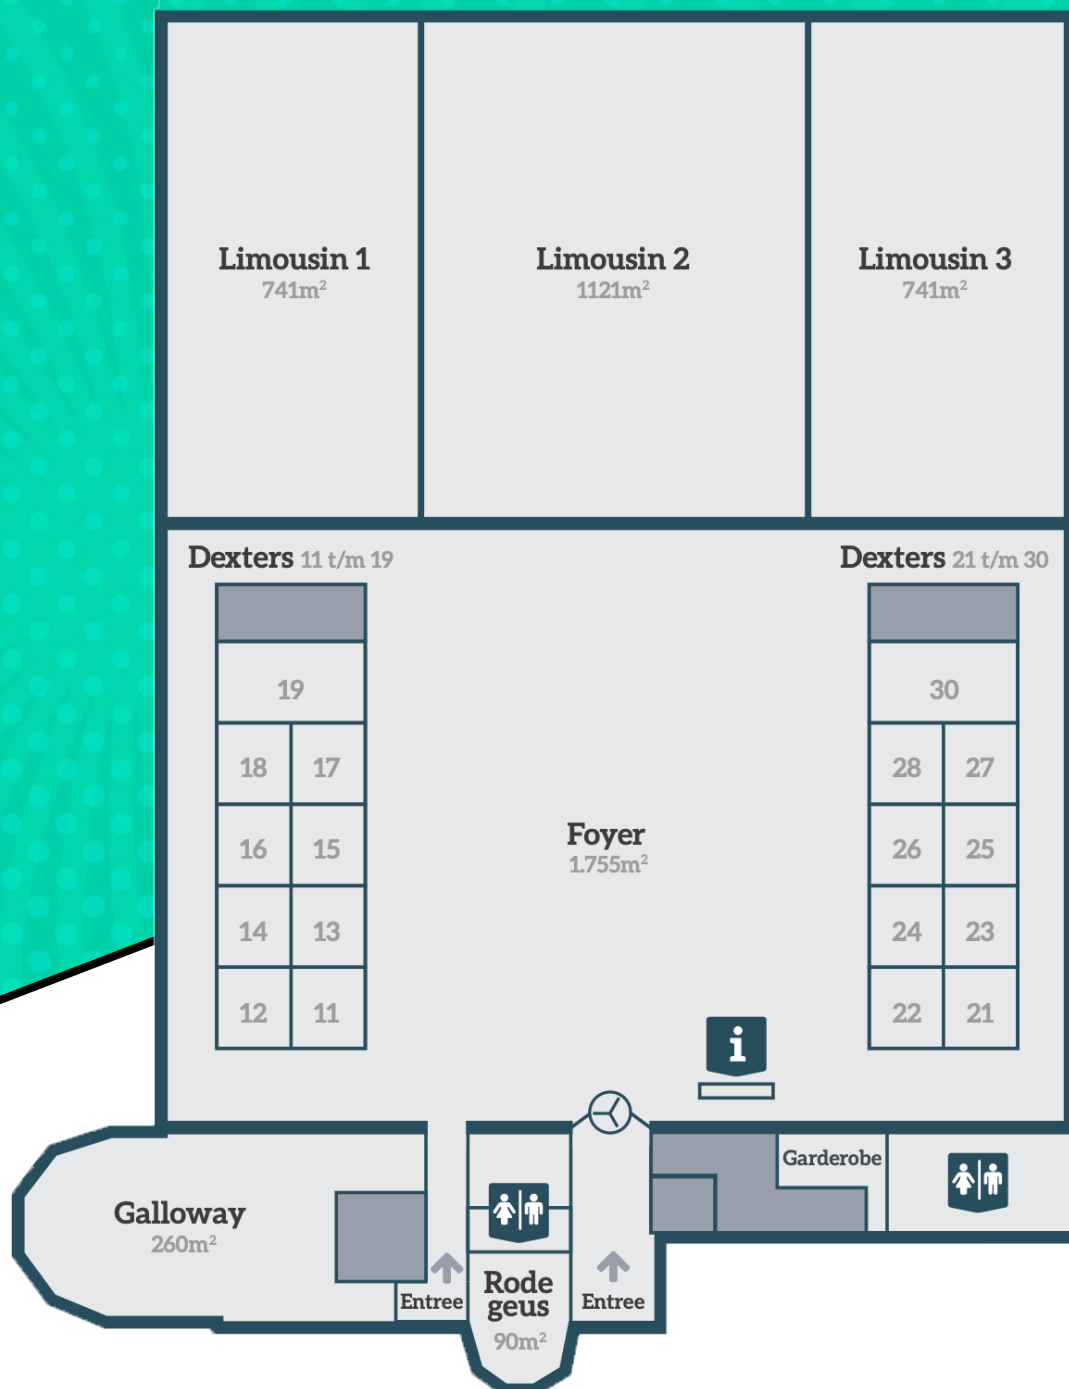 Limousin 1
741m²
Limousin 2
1121m²
Limousin 3
741m²
Dexters 11 t/m 19
Dexters 21 t/m 30
19
18 17
16 15
14 13
12 11
Foyer
1.755m²
30
28 27
26 25
24 23
22 21
i
Garderobe
Galloway
260m²
Entree
Rode
geus
90m²
Entree